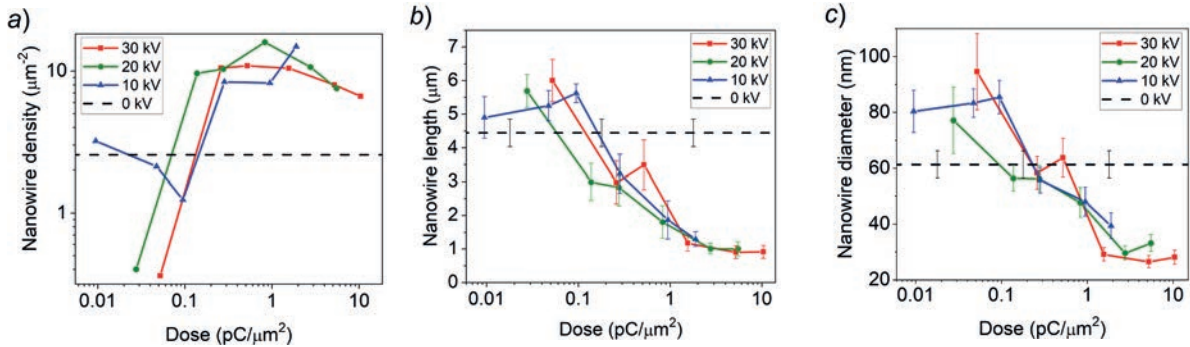 a)
Nanowire density (μm⁻²)
10
1
30 kV
20 kV
10 kV
0 kV
0.01 0.1 1 10
Dose (pC/μm²)
b)
Nanowire length (μm)
7
6
5
4
3
2
1
0
30 kV
20 kV
10 kV
0 kV
0.01 0.1 1 10
Dose (pC/μm²)
c)
Nanowire diameter (nm)
100
80
60
40
20
30 kV
20 kV
10 kV
0 kV
0.01 0.1 1 10
Dose (pC/μm²)